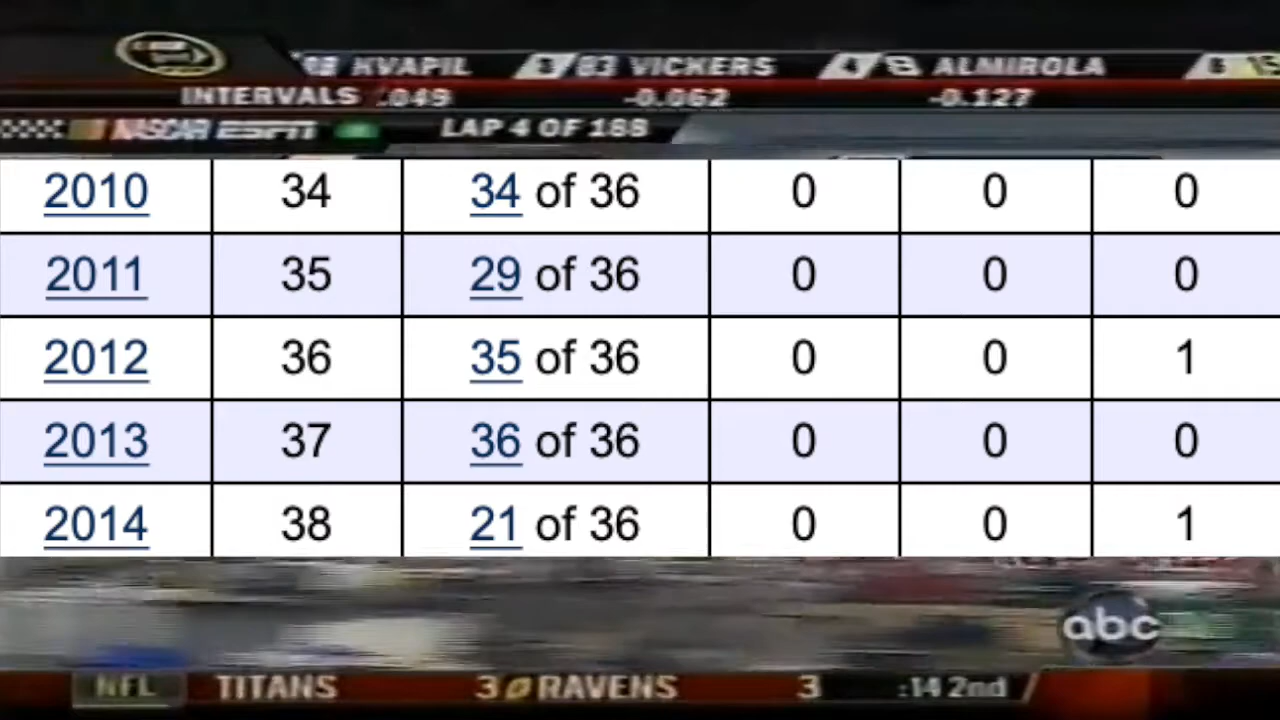 KVAPIL 83 VICKERS ALMIROLA
INTERVALS .049 -0.062 -0.127
NASCAR ESPN LAP 4 OF 188
2010 34 34 of 36 0 0 0
2011 35 29 of 36 0 0 0
2012 36 35 of 36 0 0 1
2013 37 36 of 36 0 0 0
2014 38 21 of 36 0 0 1
abc
NFL TITANS 3 RAVENS 3 :14 2nd